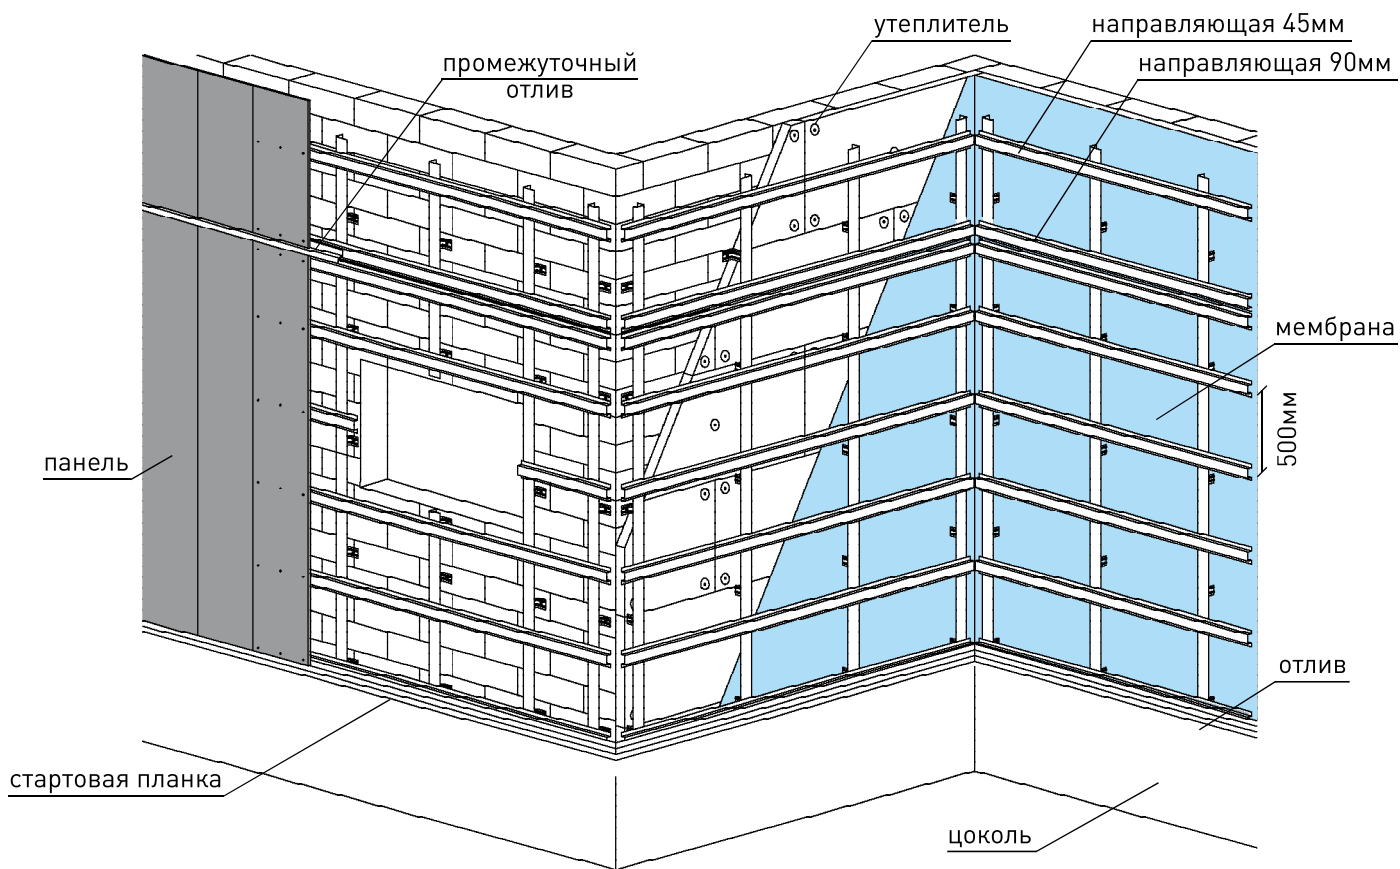 утеплитель
направляющая 45мм
промежуточный
отлив
направляющая 90мм
мембрана
500мм
панель
отлив
стартовая планка
цоколь